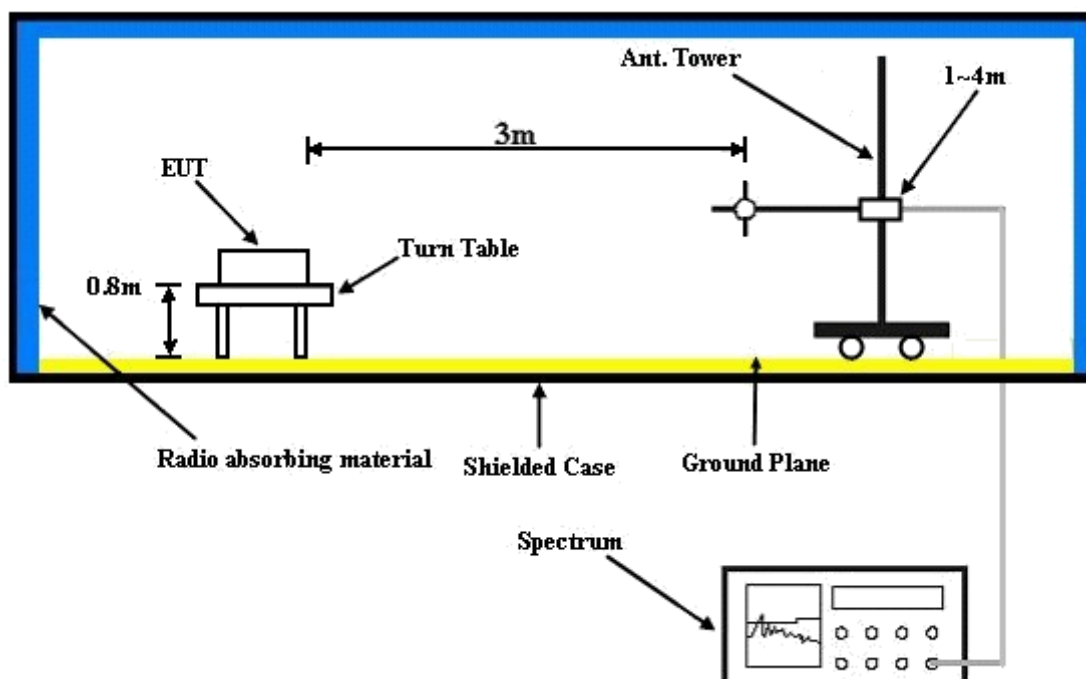 Ant. Tower
1~4m
3m
EUT
Turn Table
0.8m
Radio absorbing material
Shielded Case
Ground Plane
Spectrum